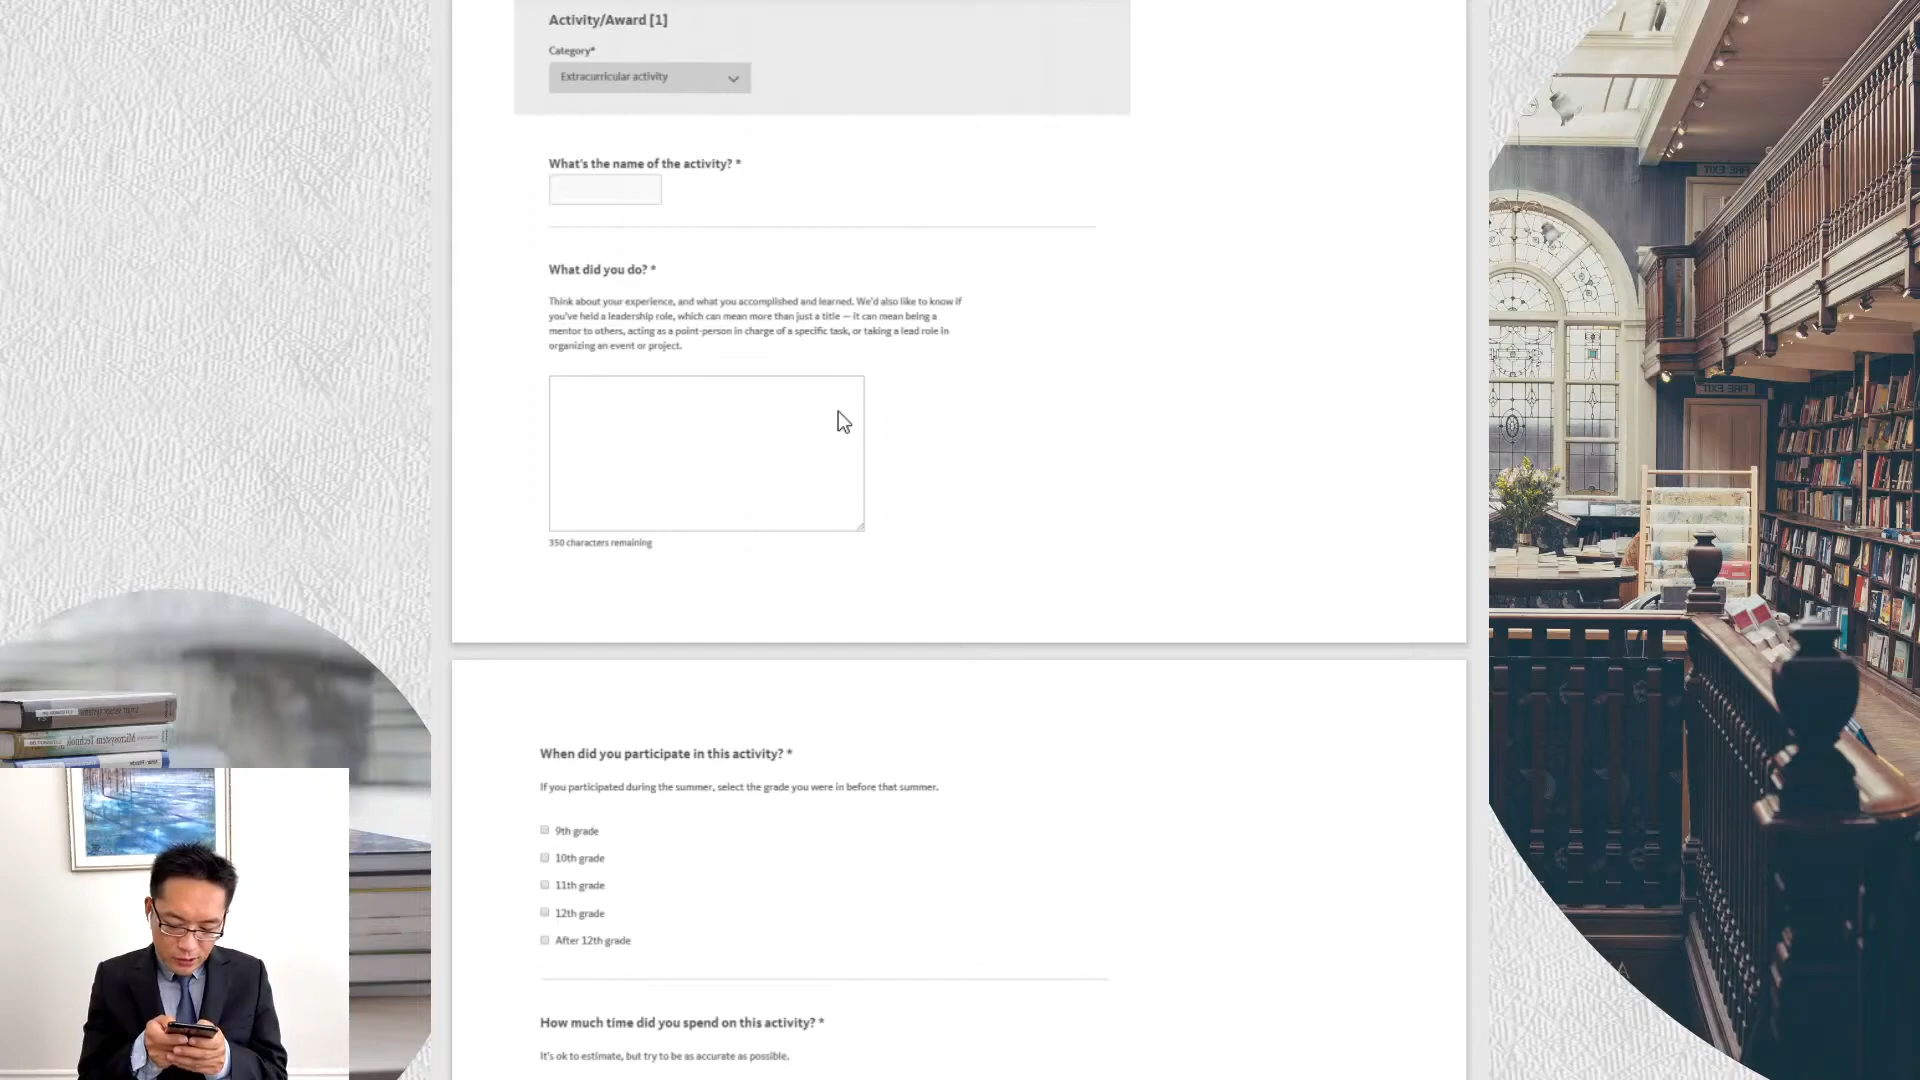 Activity/Award [1]
Category*
Extracurricular activity
What's the name of the activity? *
What did you do? *
Think about your experience, and what you accomplished and learned. We'd also like to know if
you've held a leadership role, which can mean more than just a title — it can mean being a
mentor to others, acting as a point-person in charge of a specific task, or taking a lead role in
organizing an event or project.
350 characters remaining
When did you participate in this activity? *
If you participated during the summer, select the grade you were in before that summer.
9th grade
10th grade
11th grade
12th grade
After 12th grade
How much time did you spend on this activity? *
It's ok to estimate, but try to be as accurate as possible.
FIRE EXIT
FIRE EXIT